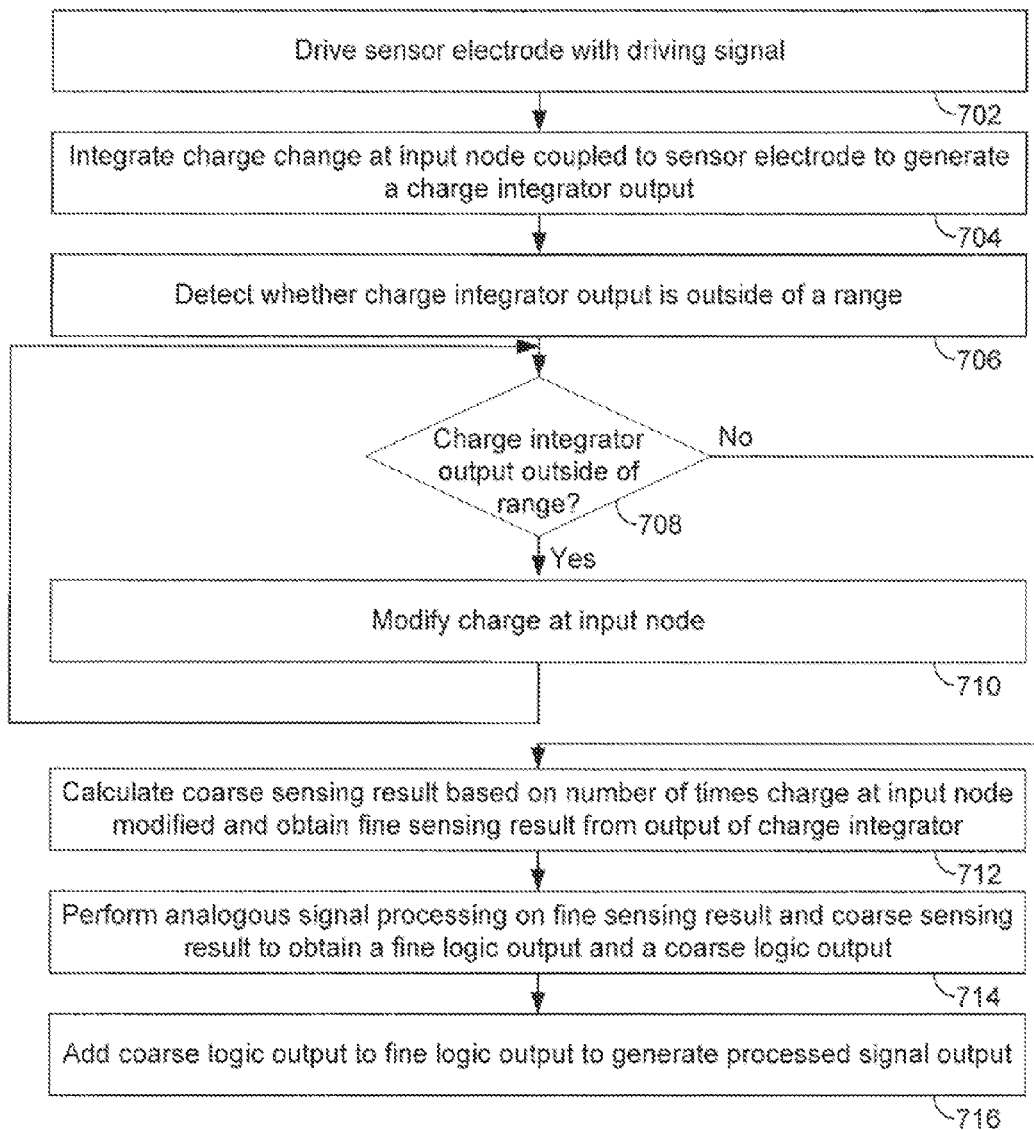 Drive sensor electrode with driving signal
702
Integrate charge change at input node coupled to sensor electrode to generate
a charge integrator output
704
Detect whether charge integrator output is outside of a range
706
Charge integrator
output outside of
range?
No
708
Yes
Modify charge at input node
710
Calculate coarse sensing result based on number of times charge at input node
modified and obtain fine sensing result from output of charge integrator
712
Perform analogous signal processing on fine sensing result and coarse sensing
result to obtain a fine logic output and a coarse logic output
714
Add coarse logic output to fine logic output to generate processed signal output
716